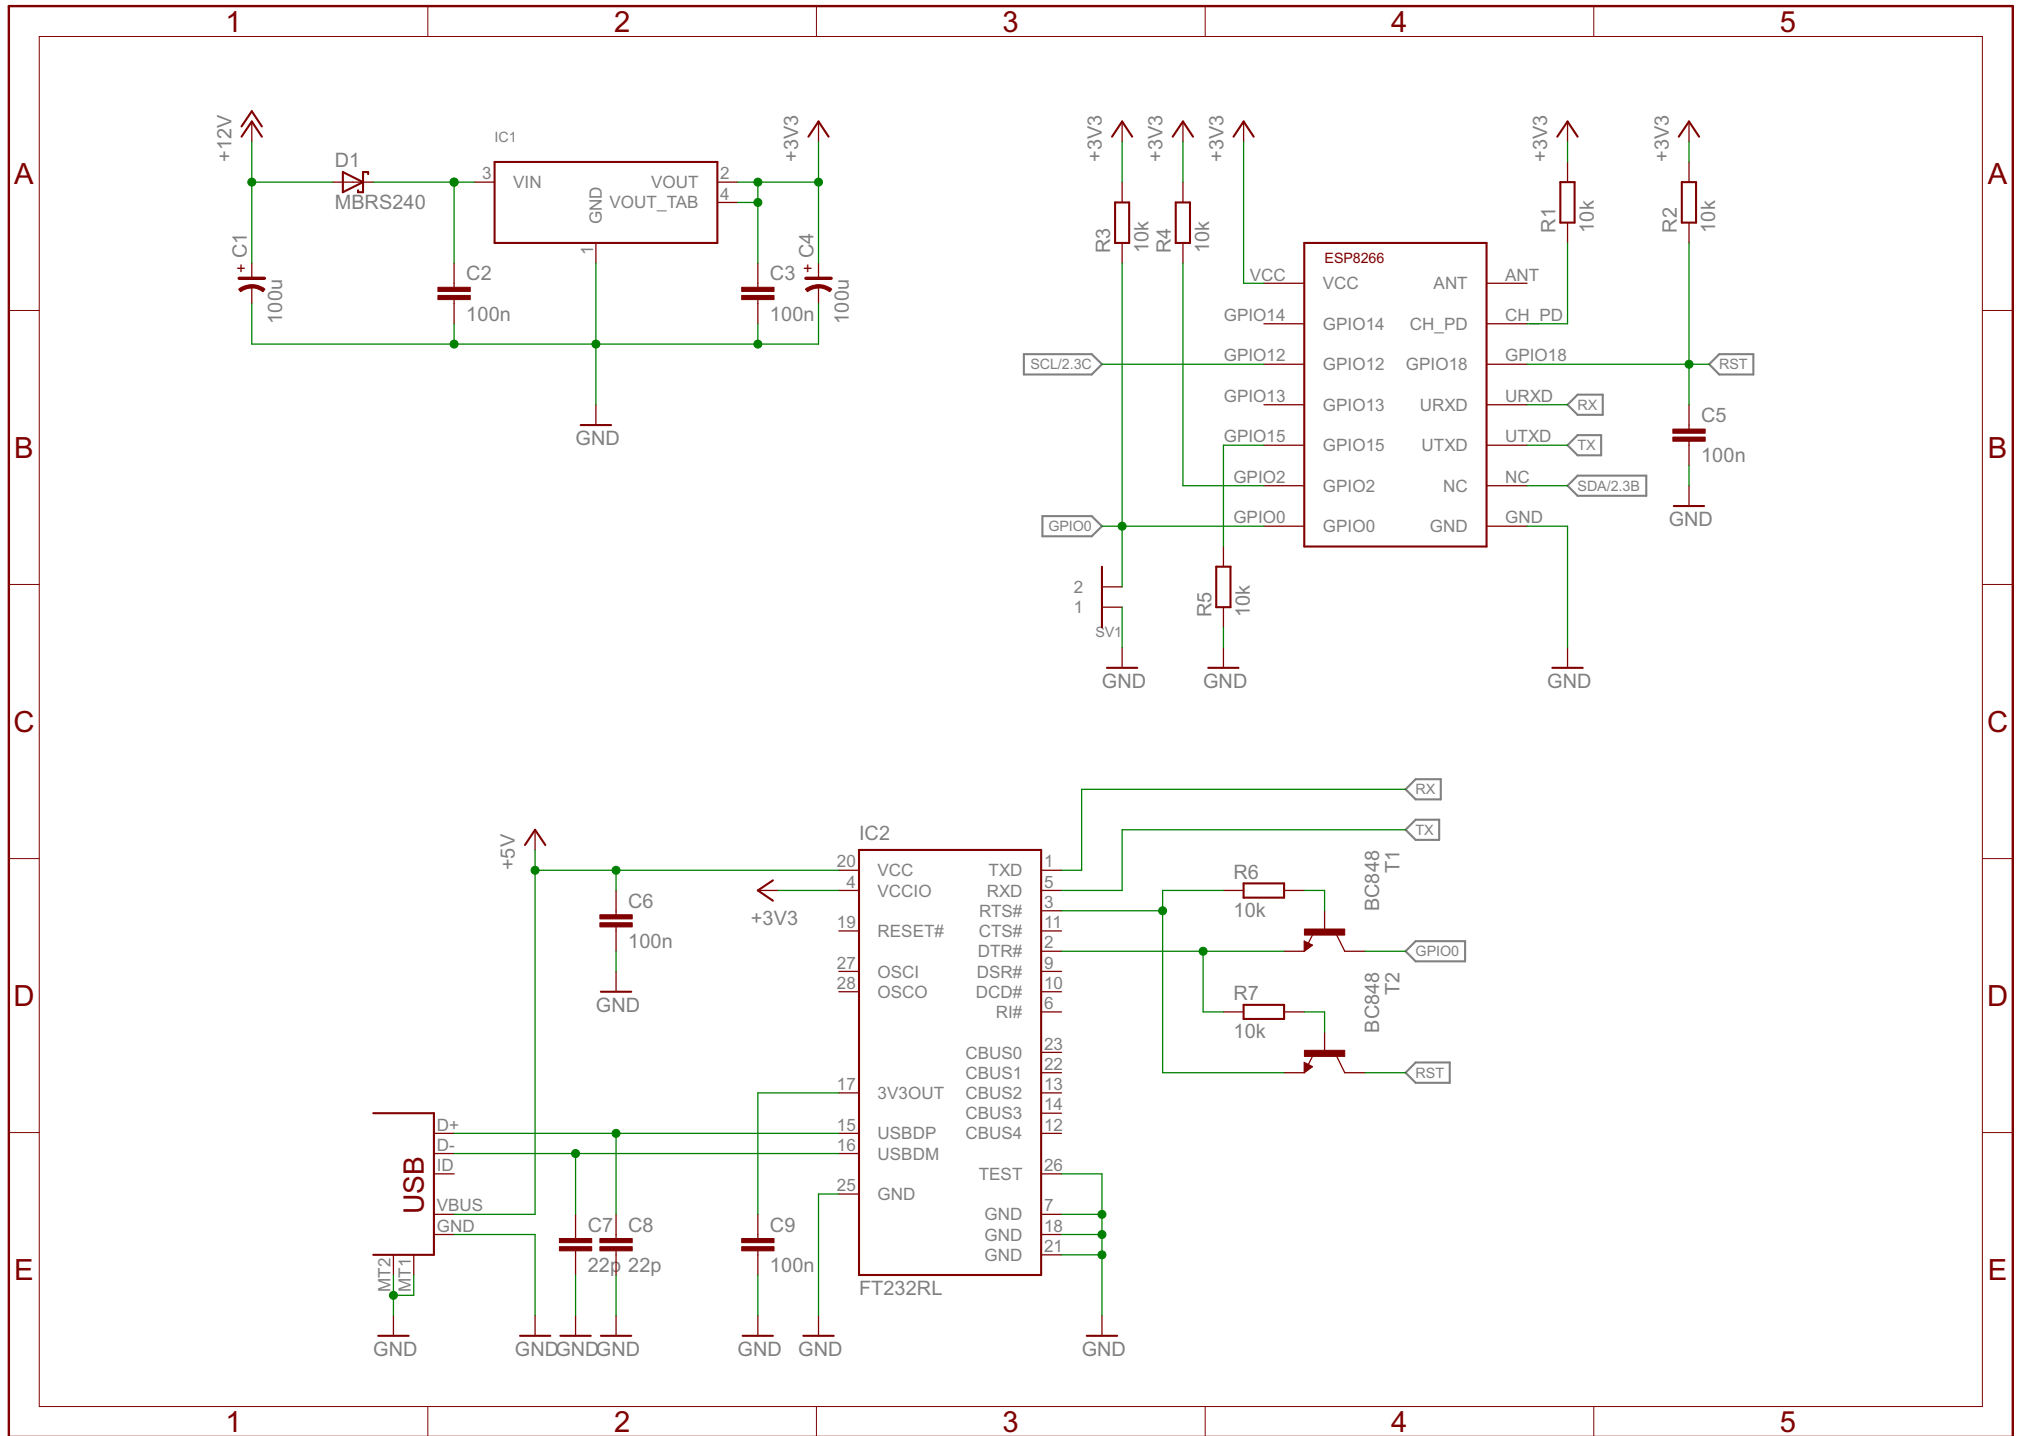 1 2 3 4 5
A
B
C
D
E
A
B
C
D
E
1 2 3 4 5
+12V
D1
MBRS240
C1
+
100u
C2
100n
IC1
3 VIN
GND
1
VOUT 2
VOUT_TAB 4
+3V3
C3
100n
C4
+
100u
GND
+3V3
+3V3
+3V3
+3V3
+3V3
R3
10k
R4
10k
R1
10k
R2
10k
ESP8266
VCC VCC ANT ANT
GPIO14 GPIO14 CH_PD CH_PD
SCL/2.3C GPIO12 GPIO12 GPIO18 GPIO18 RST
GPIO13 GPIO13 URXD URXD RX
GPIO15 GPIO15 UTXD UTXD TX
GPIO2 GPIO2 NC NC SDA/2.3B
GPIO0 GPIO0 GPIO0 GND GND
C5
100n
GND
2
1
SV1
R5
10k
GND
GND
GND
+5V
C6
100n
GND
+3V3
IC2
20 VCC TXD 1 RX
4 VCCIO RXD 5 TX
RTS# 3
19 RESET# CTS# 11
DTR# 2
27 OSCI DSR# 9
28 OSCO DCD# 10
RI# 6
CBUS0 23
CBUS1 22
17 3V3OUT CBUS2 13
CBUS3 14
15 USBDP CBUS4 12
16 USBDM
TEST 26
25 GND
GND 7
GND 18
GND 21
FT232RL
R6
10k
BC848
T1
GPIO0
R7
10k
BC848
T2
RST
USB
D+
D-
ID
VBUS
GND
MT2
MT1
C7
22p
C8
22p
C9
100n
GND
GND
GND
GND
GND
GND
GND